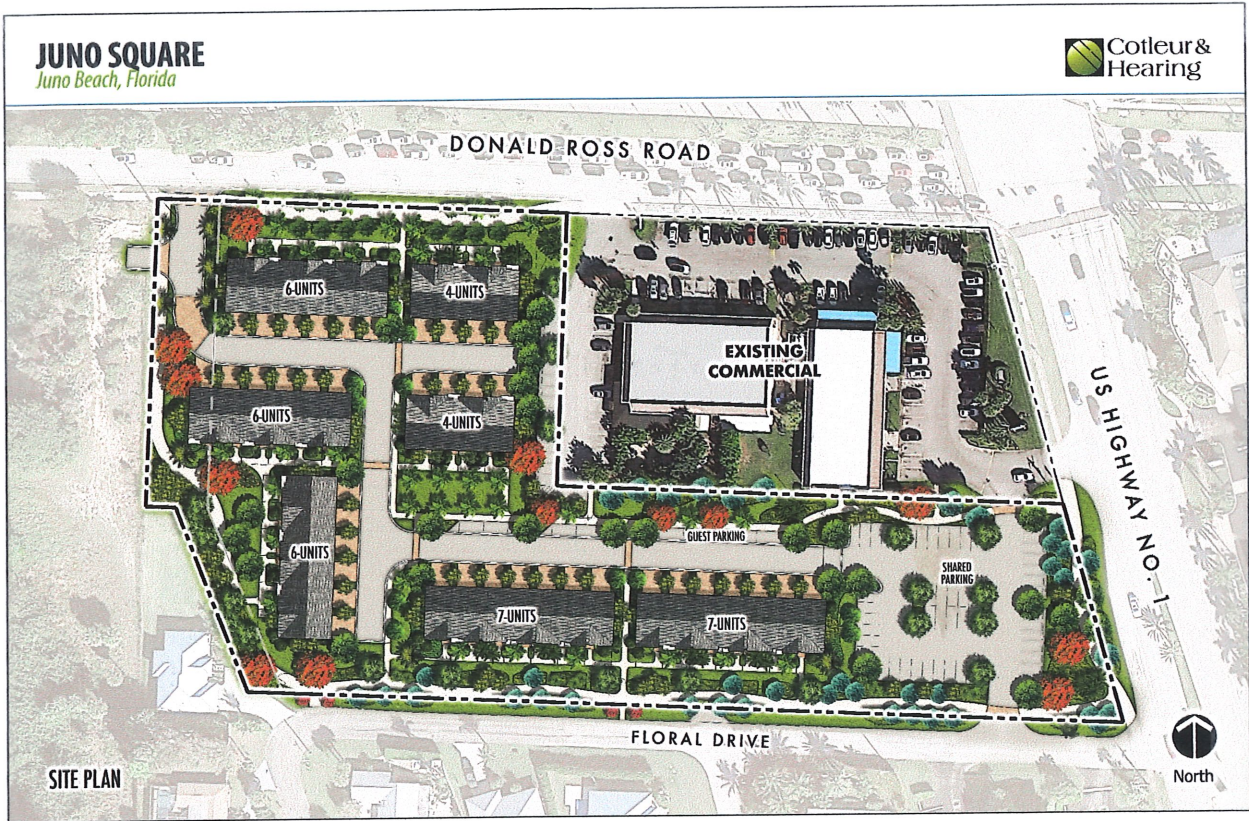 JUNO SQUARE
Juno Beach, Florida
Cotleur &
Hearing
DONALD ROSS ROAD
6-UNITS
4-UNITS
EXISTING
COMMERCIAL
US HIGHWAY NO. 1
6-UNITS
4-UNITS
6-UNITS
GUEST PARKING
SHARED
PARKING
7-UNITS
7-UNITS
FLORAL DRIVE
SITE PLAN
North